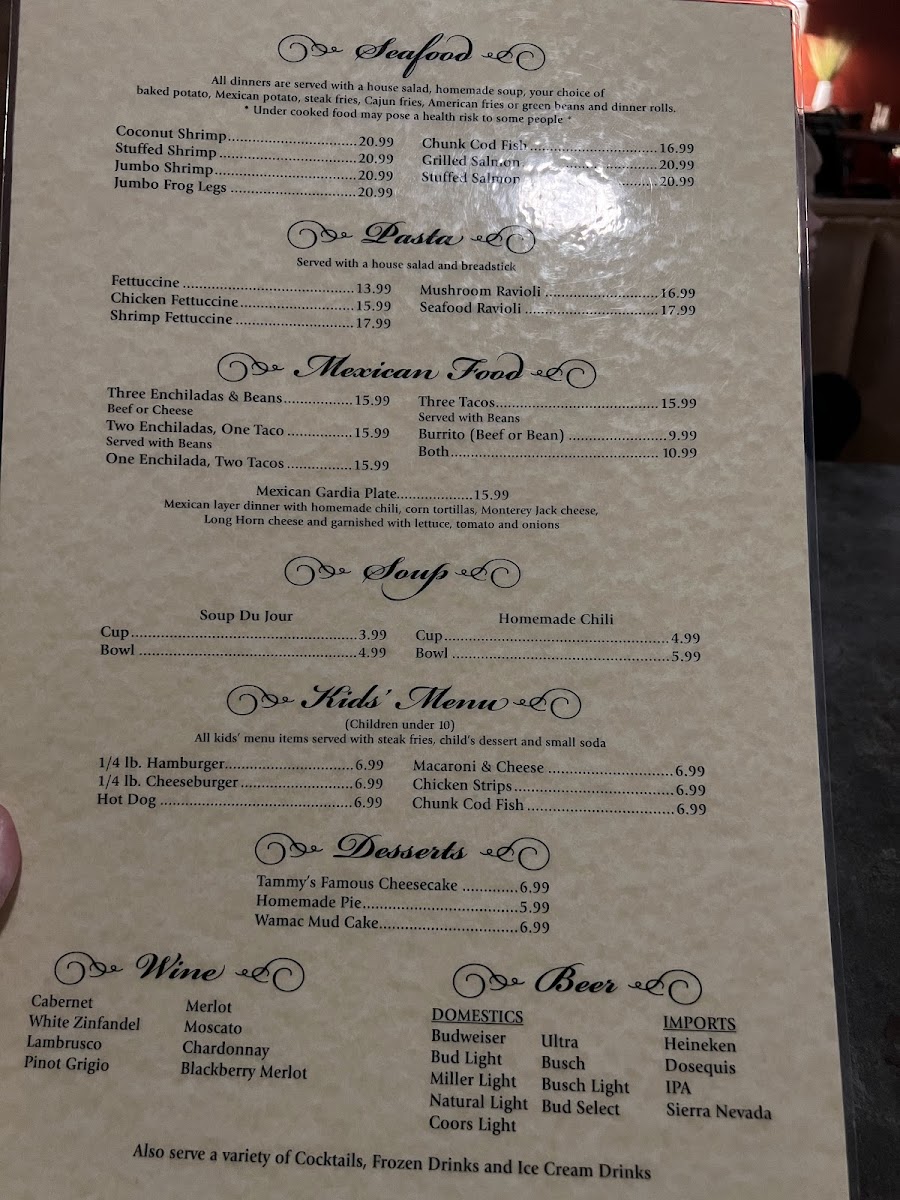 Seafood
All dinners are served with a house salad, homemade soup, your choice of
baked potato, Mexican potato, steak fries, Cajun fries, American fries or green beans and dinner rolls.
* Under cooked food may pose a health risk to some people *
Coconut Shrimp..............................20.99
Stuffed Shrimp..............................20.99
Jumbo Shrimp..............................20.99
Jumbo Frog Legs..............................20.99
Chunk Cod Fish..............................16.99
Grilled Salmon..............................20.99
Stuffed Salmon..............................20.99
Pasta
Served with a house salad and breadstick
Fettuccine..............................13.99
Chicken Fettuccine..............................15.99
Shrimp Fettuccine..............................17.99
Mushroom Ravioli..............................16.99
Seafood Ravioli..............................17.99
Mexican Food
Three Enchiladas & Beans................15.99
Beef or Cheese
Two Enchiladas, One Taco................15.99
Served with Beans
One Enchilada, Two Tacos................15.99
Three Tacos..............................15.99
Served with Beans
Burrito (Beef or Bean)........................9.99
Both..............................10.99
Mexican Gardia Plate...................15.99
Mexican layer dinner with homemade chili, corn tortillas, Monterey Jack cheese,
Long Horn cheese and garnished with lettuce, tomato and onions
Soup
Soup Du Jour
Cup..............................3.99
Bowl..............................4.99
Homemade Chili
Cup..............................4.99
Bowl..............................5.99
Kids' Menu
(Children under 10)
All kids' menu items served with steak fries, child's dessert and small soda
1/4 lb. Hamburger..............................6.99
1/4 lb. Cheeseburger..............................6.99
Hot Dog..............................6.99
Macaroni & Cheese..............................6.99
Chicken Strips..............................6.99
Chunk Cod Fish..............................6.99
Desserts
Tammy's Famous Cheesecake.............6.99
Homemade Pie..............................5.99
Wamac Mud Cake..............................6.99
Wine
Cabernet
White Zinfandel
Lambrusco
Pinot Grigio
Merlot
Moscato
Chardonnay
Blackberry Merlot
Beer
DOMESTICS
Budweiser
Bud Light
Miller Light
Natural Light
Coors Light
Ultra
Busch
Busch Light
Bud Select
IMPORTS
Heineken
Dosequis
IPA
Sierra Nevada
Also serve a variety of Cocktails, Frozen Drinks and Ice Cream Drinks